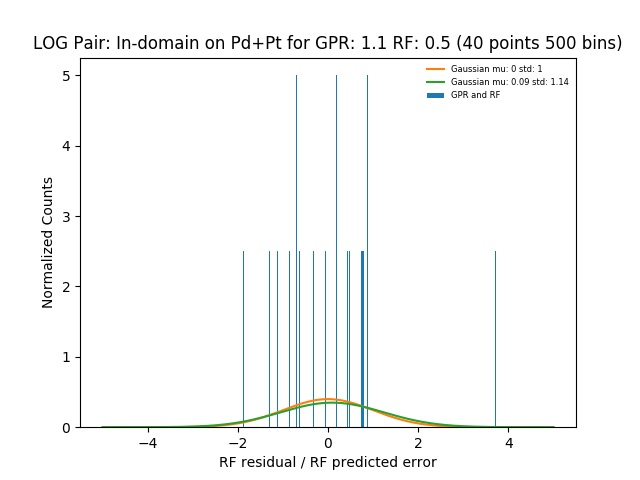 LOG Pair: In-domain on Pd+Pt for GPR: 1.1 RF: 0.5 (40 points 500 bins)
Gaussian mu: 0 std: 1
Gaussian mu: 0.09 std: 1.14
GPR and RF
Normalized Counts
5
4
3
2
1
0
−4 −2 0 2 4
RF residual / RF predicted error